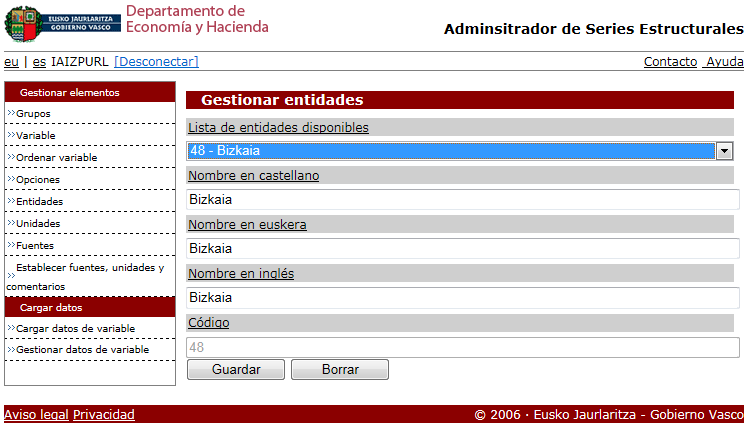 EUSKO JAURLARITZA
GOBIERNO VASCO
Departamento de
Economía y Hacienda
Adminsitrador de Series Estructurales
eu | es IAIZPURL [Desconectar]
Contacto Ayuda
Gestionar elementos
Grupos
Variable
Ordenar variable
Opciones
Entidades
Unidades
Fuentes
Establecer fuentes, unidades y
comentarios
Cargar datos
Cargar datos de variable
Gestionar datos de variable
Gestionar entidades
Lista de entidades disponibles
48 - Bizkaia
Nombre en castellano
Bizkaia
Nombre en euskera
Bizkaia
Nombre en inglés
Bizkaia
Código
48
Guardar
Borrar
Aviso legal Privacidad
© 2006 · Eusko Jaurlaritza - Gobierno Vasco